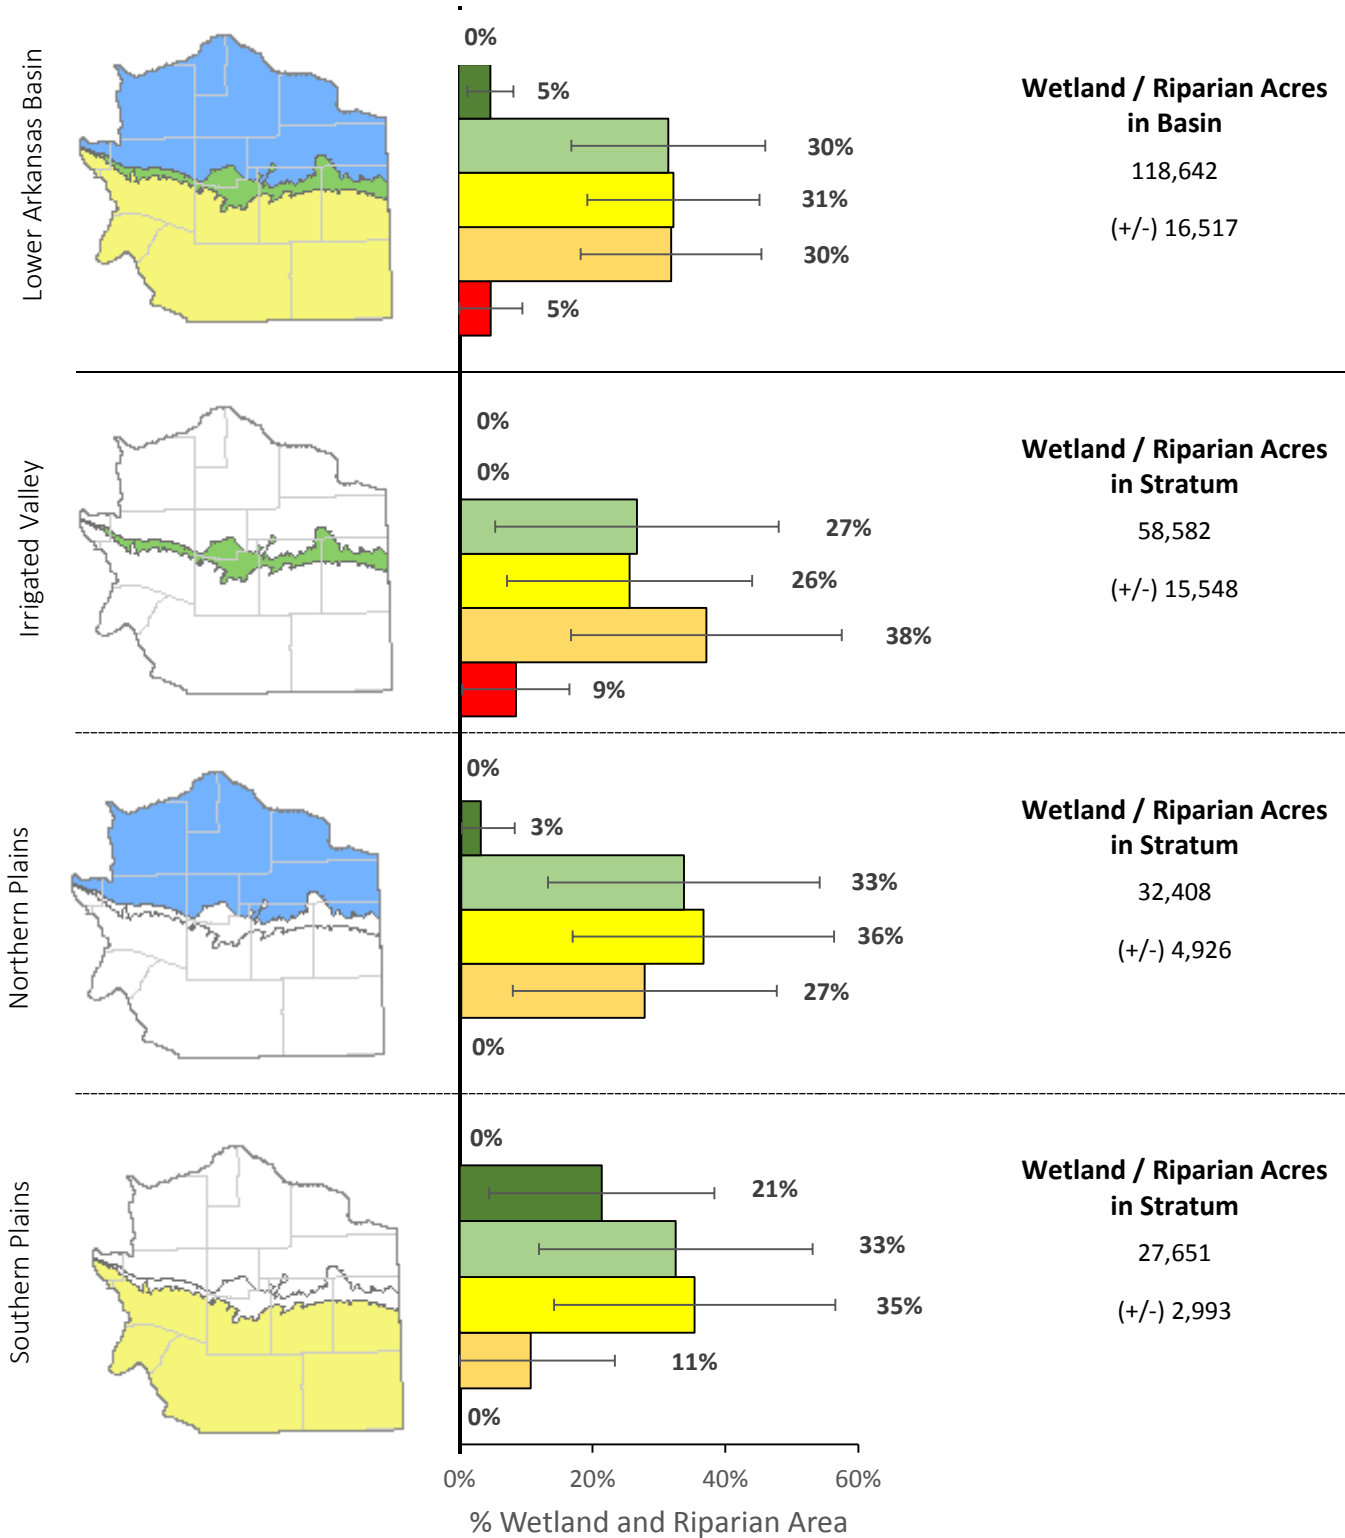 Lower Arkansas Basin
0%
5%
30%
31%
30%
5%
Wetland / Riparian Acres
in Basin
118,642
(+/-) 16,517
Irrigated Valley
0%
0%
27%
26%
38%
9%
Wetland / Riparian Acres
in Stratum
58,582
(+/-) 15,548
Northern Plains
0%
3%
33%
36%
27%
0%
Wetland / Riparian Acres
in Stratum
32,408
(+/-) 4,926
Southern Plains
0%
21%
33%
35%
11%
0%
Wetland / Riparian Acres
in Stratum
27,651
(+/-) 2,993
0% 20% 40% 60%
% Wetland and Riparian Area